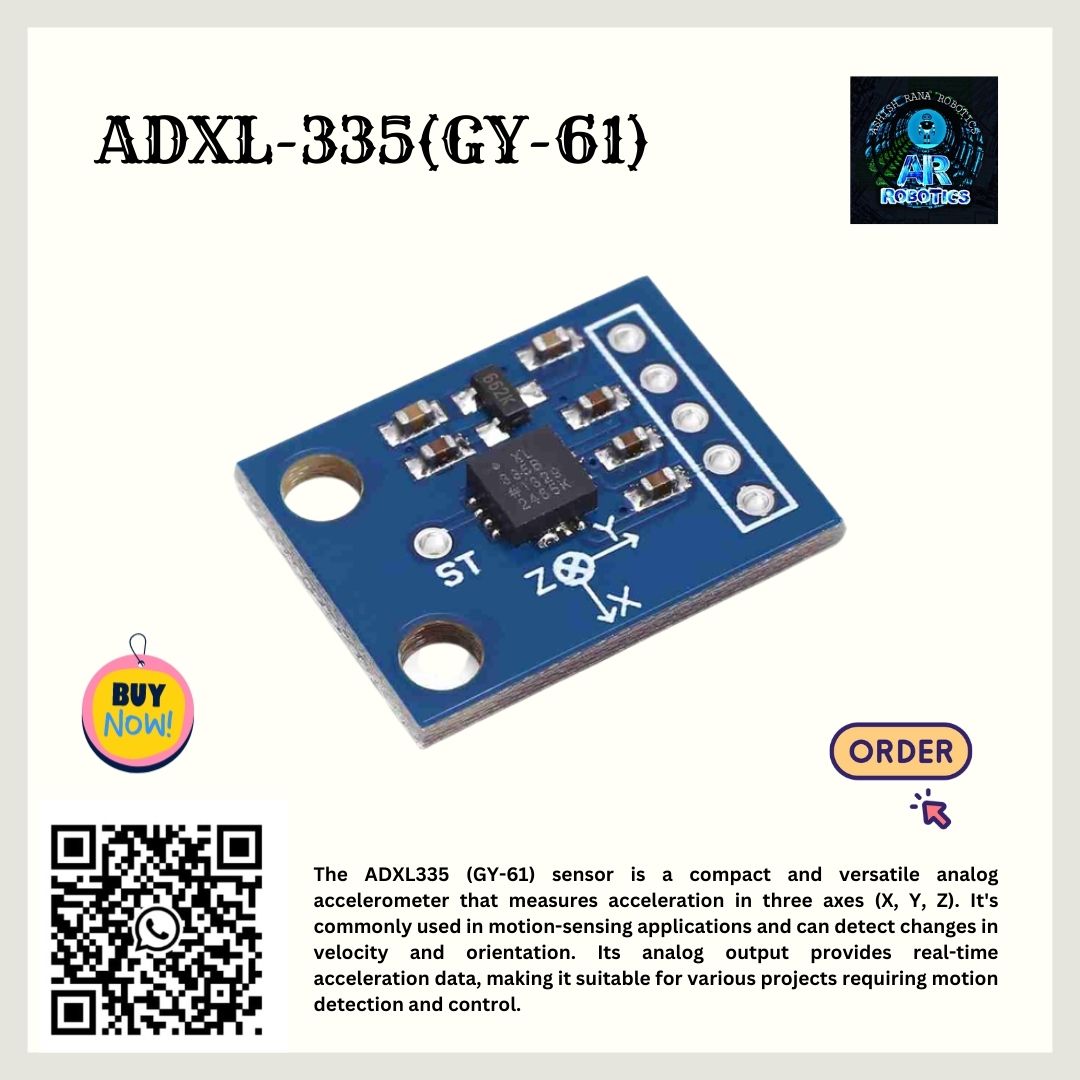 ADXL-335(GY-61)
ASHISH RANA ROBOTICS
AR
ROBOTICS
662K
ST
Z
Y
X
BUY
NOW!
ORDER
The ADXL335 (GY-61) sensor is a compact and versatile analog
accelerometer that measures acceleration in three axes (X, Y, Z). It's
commonly used in motion-sensing applications and can detect changes in
velocity and orientation. Its analog output provides real-time
acceleration data, making it suitable for various projects requiring motion
detection and control.